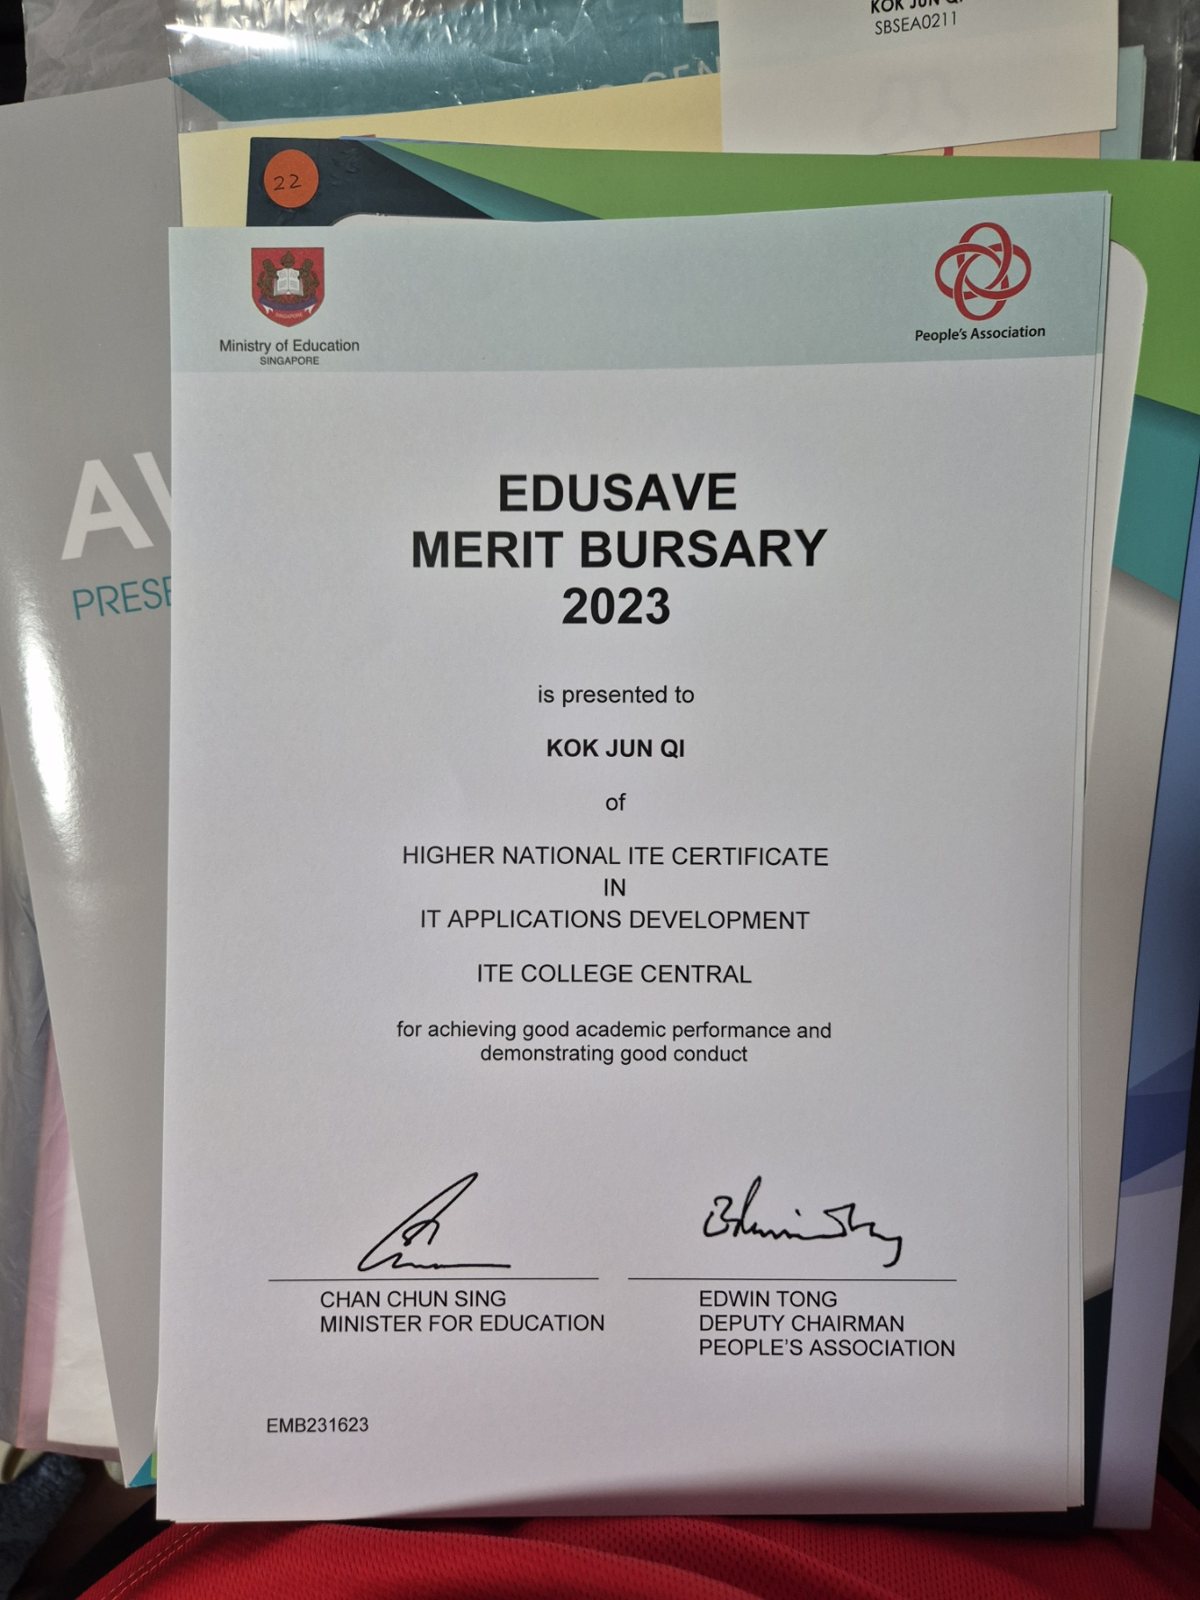 KOK JUN QI
SBSEA0211
22
Ministry of Education
SINGAPORE
People's Association
PRESE
EDUSAVE
MERIT BURSARY
2023
is presented to
KOK JUN QI
of
HIGHER NATIONAL ITE CERTIFICATE
IN
IT APPLICATIONS DEVELOPMENT
ITE COLLEGE CENTRAL
for achieving good academic performance and
demonstrating good conduct
CHAN CHUN SING
MINISTER FOR EDUCATION
EDWIN TONG
DEPUTY CHAIRMAN
PEOPLE'S ASSOCIATION
EMB231623